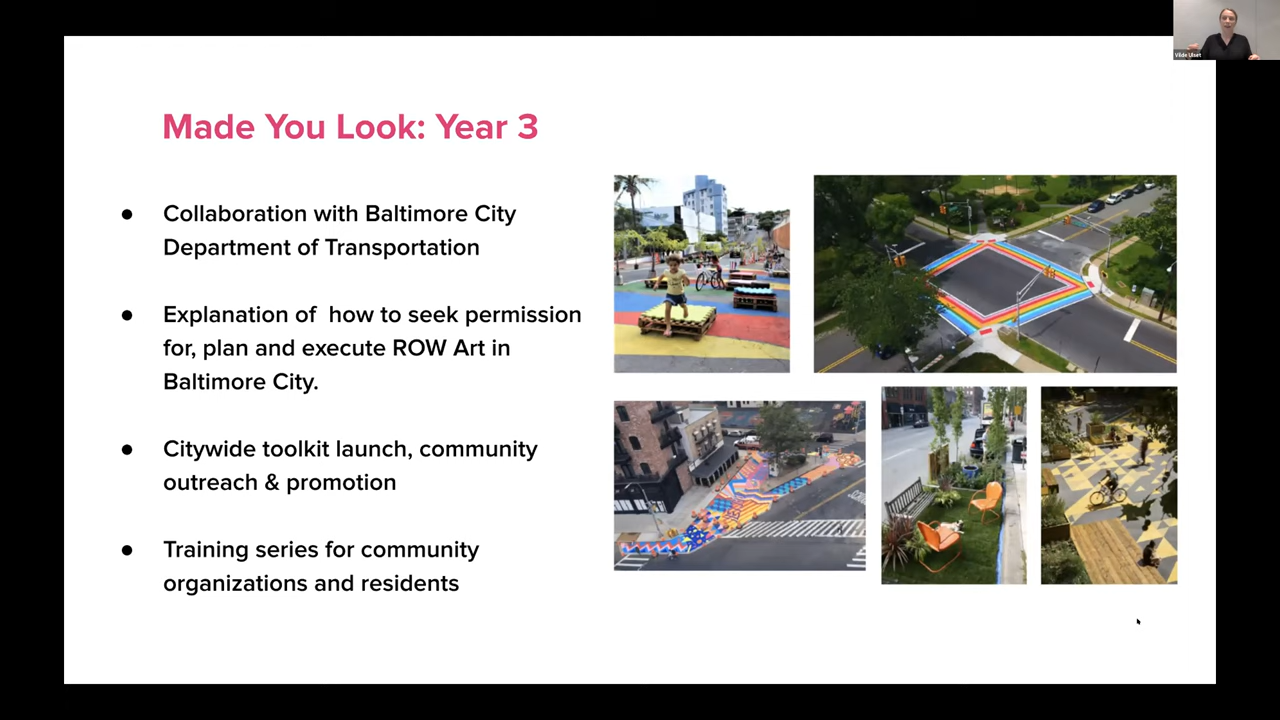 Vilde Ulset
Made You Look: Year 3
● Collaboration with Baltimore City
Department of Transportation
● Explanation of  how to seek permission
for, plan and execute ROW Art in
Baltimore City.
● Citywide toolkit launch, community
outreach & promotion
● Training series for community
organizations and residents